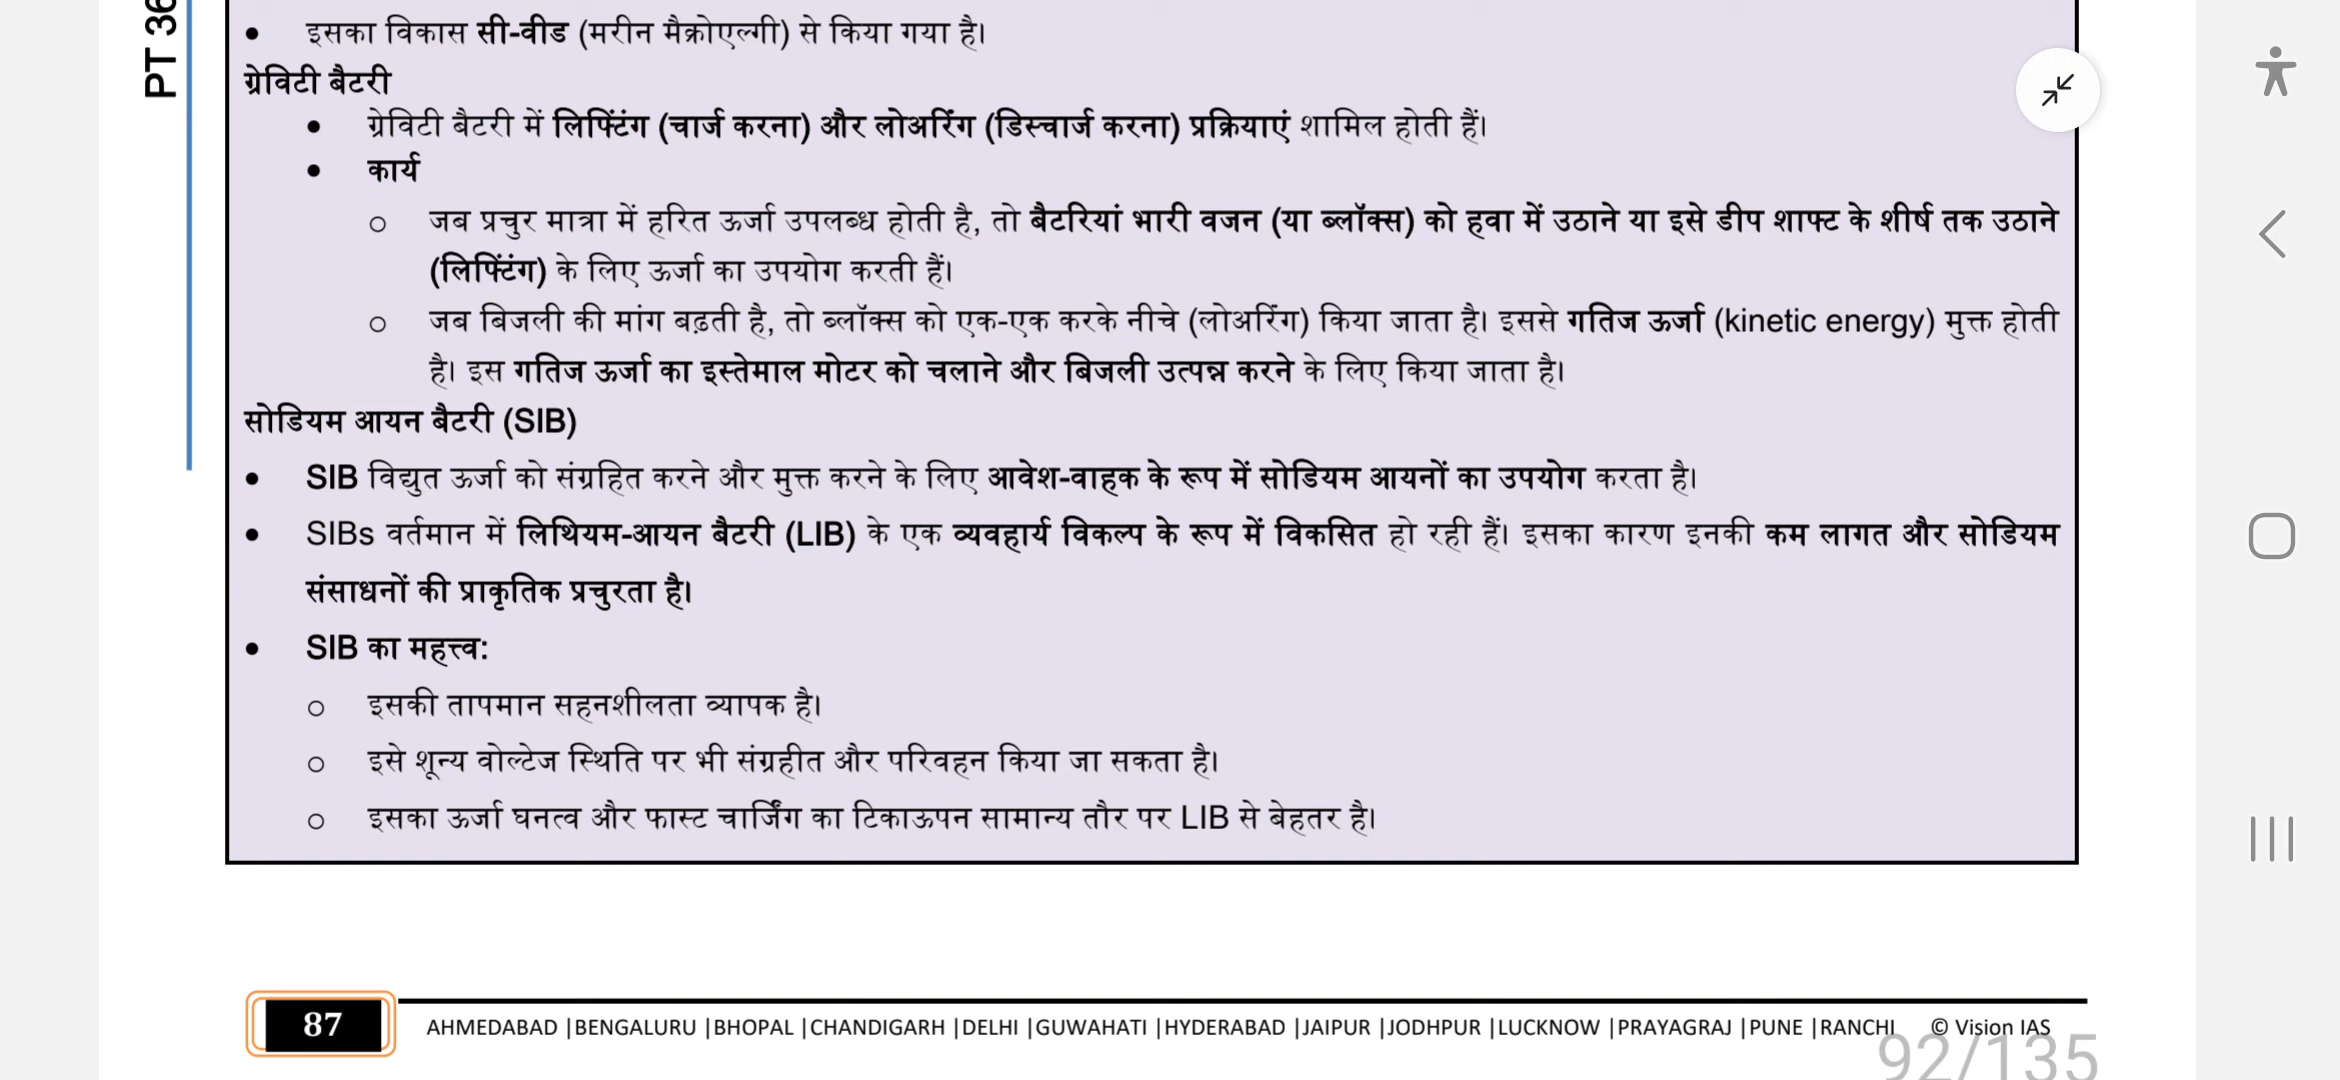 PT 36
• इसका विकास सी-वीड (मरीन मैक्रोएल्गी) से किया गया है।
ग्रेविटी बैटरी
• ग्रेविटी बैटरी में लिफ्टिंग (चार्ज करना) और लोअरिंग (डिस्चार्ज करना) प्रक्रियाएं शामिल होती हैं।
• कार्य
○ जब प्रचुर मात्रा में हरित ऊर्जा उपलब्ध होती है, तो बैटरियां भारी वजन (या ब्लॉक्स) को हवा में उठाने या इसे डीप शाफ्ट के शीर्ष तक उठाने
(लिफ्टिंग) के लिए ऊर्जा का उपयोग करती हैं।
○ जब बिजली की मांग बढ़ती है, तो ब्लॉक्स को एक-एक करके नीचे (लोअरिंग) किया जाता है। इससे गतिज ऊर्जा (kinetic energy) मुक्त होती
है। इस गतिज ऊर्जा का इस्तेमाल मोटर को चलाने और बिजली उत्पन्न करने के लिए किया जाता है।
सोडियम आयन बैटरी (SIB)
• SIB विद्युत ऊर्जा को संग्रहित करने और मुक्त करने के लिए आवेश-वाहक के रूप में सोडियम आयनों का उपयोग करता है।
• SIBs वर्तमान में लिथियम-आयन बैटरी (LIB) के एक व्यवहार्य विकल्प के रूप में विकसित हो रही हैं। इसका कारण इनकी कम लागत और सोडियम
संसाधनों की प्राकृतिक प्रचुरता है।
• SIB का महत्त्व:
○ इसकी तापमान सहनशीलता व्यापक है।
○ इसे शून्य वोल्टेज स्थिति पर भी संग्रहीत और परिवहन किया जा सकता है।
○ इसका ऊर्जा घनत्व और फास्ट चार्जिंग का टिकाऊपन सामान्य तौर पर LIB से बेहतर है।
87 AHMEDABAD |BENGALURU |BHOPAL |CHANDIGARH |DELHI |GUWAHATI |HYDERABAD |JAIPUR |JODHPUR |LUCKNOW |PRAYAGRAJ |PUNE |RANCHI © Vision IAS
92/135